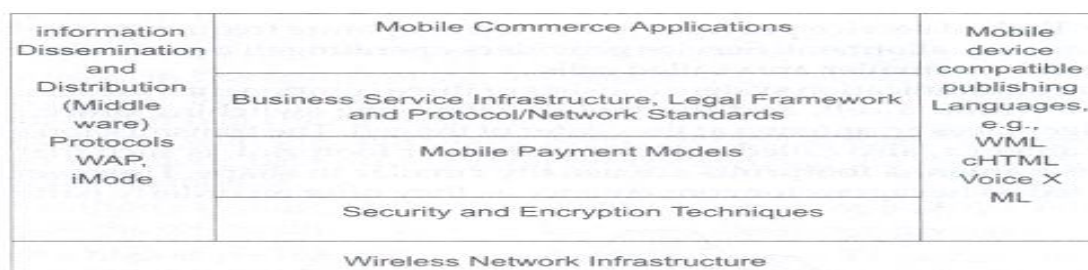 information
Dissemination
and
Distribution
(Middle
ware)
Protocols
WAP,
iMode
Mobile Commerce Applications
Business Service Infrastructure, Legal Framework
and Protocol/Network Standards
Mobile Payment Models
Security and Encryption Techniques
Mobile
device
compatible
publishing
Languages,
e.g.,
WML
cHTML
Voice X
ML
Wireless Network Infrastructure